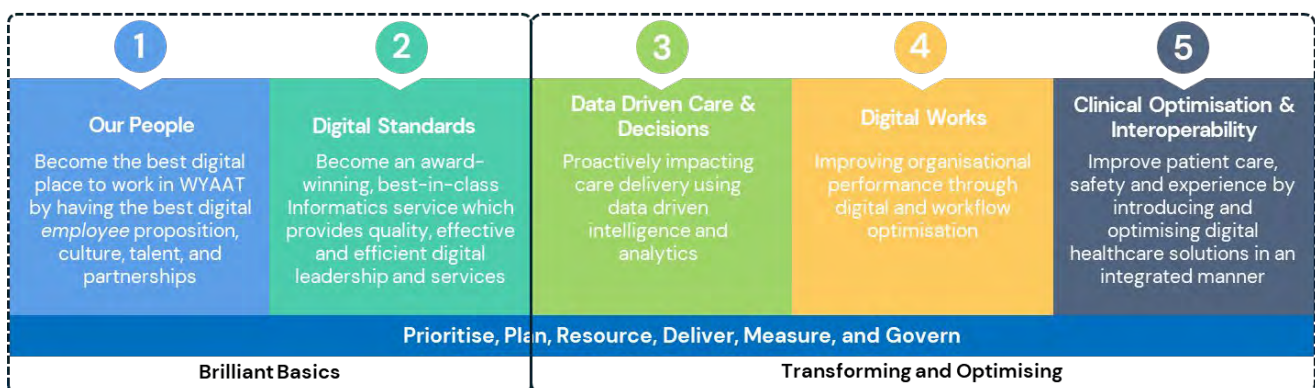 1
Our People
Become the best digital
place to work in WYAAT
by having the best digital
employee proposition,
culture, talent, and
partnerships
2
Digital Standards
Become an award-
winning, best-in-class
Informatics service which
provides quality, effective
and efficient digital
leadership and services
3
Data Driven Care &
Decisions
Proactively impacting
care delivery using
data driven
intelligence and
analytics
4
Digital Works
Improving organisational
performance through
digital and workflow
optimisation
5
Clinical Optimisation &
Interoperability
Improve patient care,
safety and experience by
introducing and
optimising digital
healthcare solutions in an
integrated manner
Prioritise, Plan, Resource, Deliver, Measure, and Govern
Brilliant Basics
Transforming and Optimising